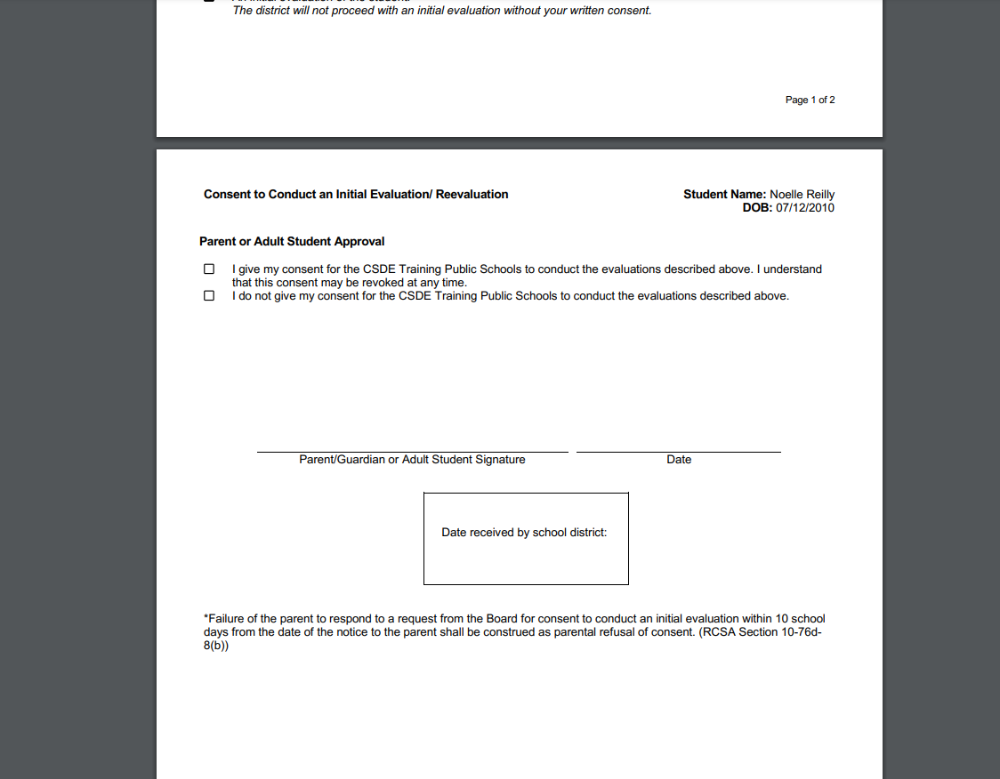 The district will not proceed with an initial evaluation without your written consent.
Page 1 of 2
Consent to Conduct an Initial Evaluation/ Reevaluation
Student Name: Noelle Reilly
DOB: 07/12/2010
Parent or Adult Student Approval
I give my consent for the CSDE Training Public Schools to conduct the evaluations described above. I understand
that this consent may be revoked at any time.
I do not give my consent for the CSDE Training Public Schools to conduct the evaluations described above.
Parent/Guardian or Adult Student Signature
Date
Date received by school district:
*Failure of the parent to respond to a request from the Board for consent to conduct an initial evaluation within 10 school
days from the date of the notice to the parent shall be construed as parental refusal of consent. (RCSA Section 10-76d-
8(b))